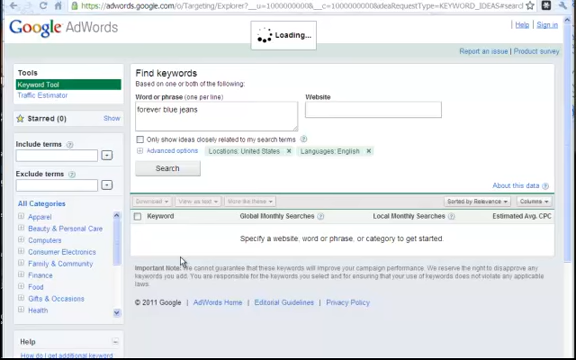 https://adwords.google.com/o/Targeting/Explorer?__u=1000000000&__c=1000000000&ideaRequestType=KEYWORD_IDEAS#search
Google AdWords
Loading...
Help | Sign in
Report an issue | Product survey
Tools
Keyword Tool
Traffic Estimator
Starred (0) Show
Include terms
Exclude terms
All Categories
Apparel
Beauty & Personal Care
Computers
Consumer Electronics
Family & Community
Finance
Food
Gifts & Occasions
Health
Help
How do I get additional keyword
Find keywords
Based on one or both of the following:
Word or phrase (one per line) Website
forever blue jeans
Only show ideas closely related to my search terms
Advanced options Locations: United States × Languages: English ×
Search
About this data
Download View as text More like these Sorted by Relevance Columns
Keyword Global Monthly Searches Local Monthly Searches Estimated Avg. CPC
Specify a website, word or phrase, or category to get started.
Important Note: We cannot guarantee that these keywords will improve your campaign performance. We reserve the right to disapprove any
keywords you add. You are responsible for the keywords you select and for ensuring that your use of keywords does not violate any applicable
laws.
© 2011 Google | AdWords Home | Editorial Guidelines | Privacy Policy